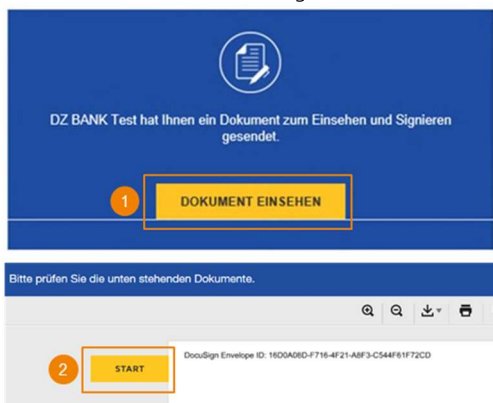 DZ BANK Test hat Ihnen ein Dokument zum Einsehen und Signieren
gesendet.
1
DOKUMENT EINSEHEN
Bitte prüfen Sie die unten stehenden Dokumente.
DocuSign Envelope ID: 16D0A08D-F716-4F21-A8F3-C544F61F72CD
2
START